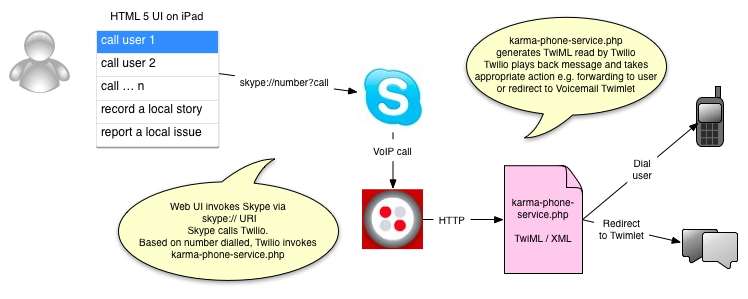 HTML 5 UI on iPad
call user 1
call user 2
call ... n
record a local story
report a local issue
skype://number?call
S
VoIP call
karma-phone-service.php
generates TwiML read by Twilio
Twilio plays back message and takes
appropriate action e.g. forwarding to user
or redirect to Voicemail Twimlet
Web UI invokes Skype via
skype:// URI
Skype calls Twilio.
Based on number dialled, Twilio invokes
karma-phone-service.php
HTTP
karma-phone-
service.php
TwiML / XML
Dial
user
Redirect
to Twimlet